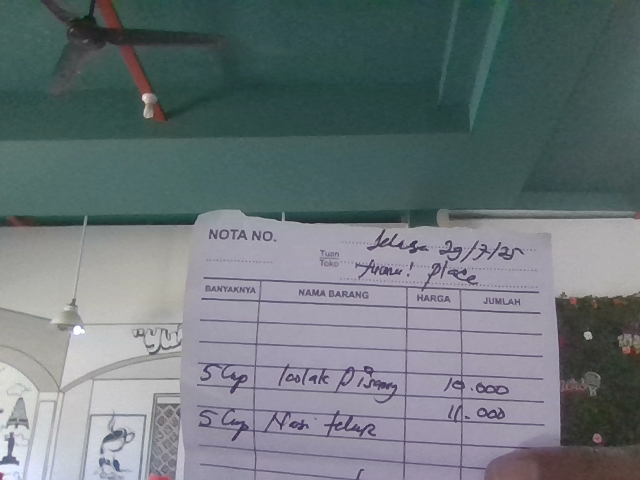 NOTA NO.
Selasa 29/7/25
Tuan
Toko
place
BANYAKNYA NAMA BARANG HARGA JUMLAH
5 Cup Kolak Pisang 10.000
5 Cup Nasi telur 11.000